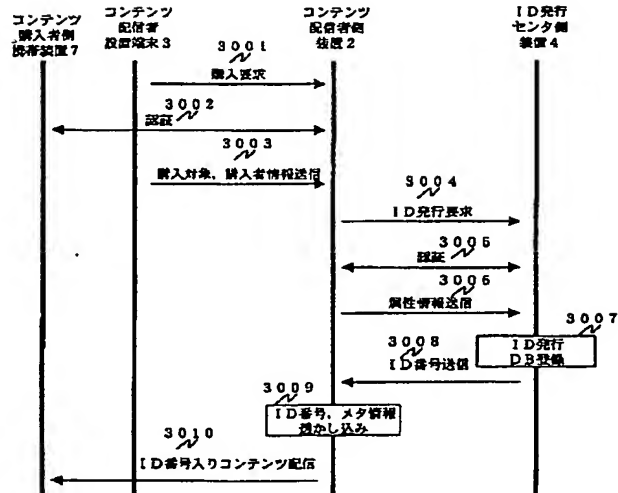 コンテンツ
購入者側
携帯装置7
コンテンツ
配信者
設置端末3
コンテンツ
配信者側
装置2
ID発行
センタ側
装置4
3001
購入要求
3002
認証
3003
購入対象、購入者情報送信
3004
ID発行要求
3005
認証
3006
属性情報送信
3007
ID発行
DB登録
3008
ID番号送信
3009
ID番号、メタ情報
透かし込み
3010
ID番号入りコンテンツ配信